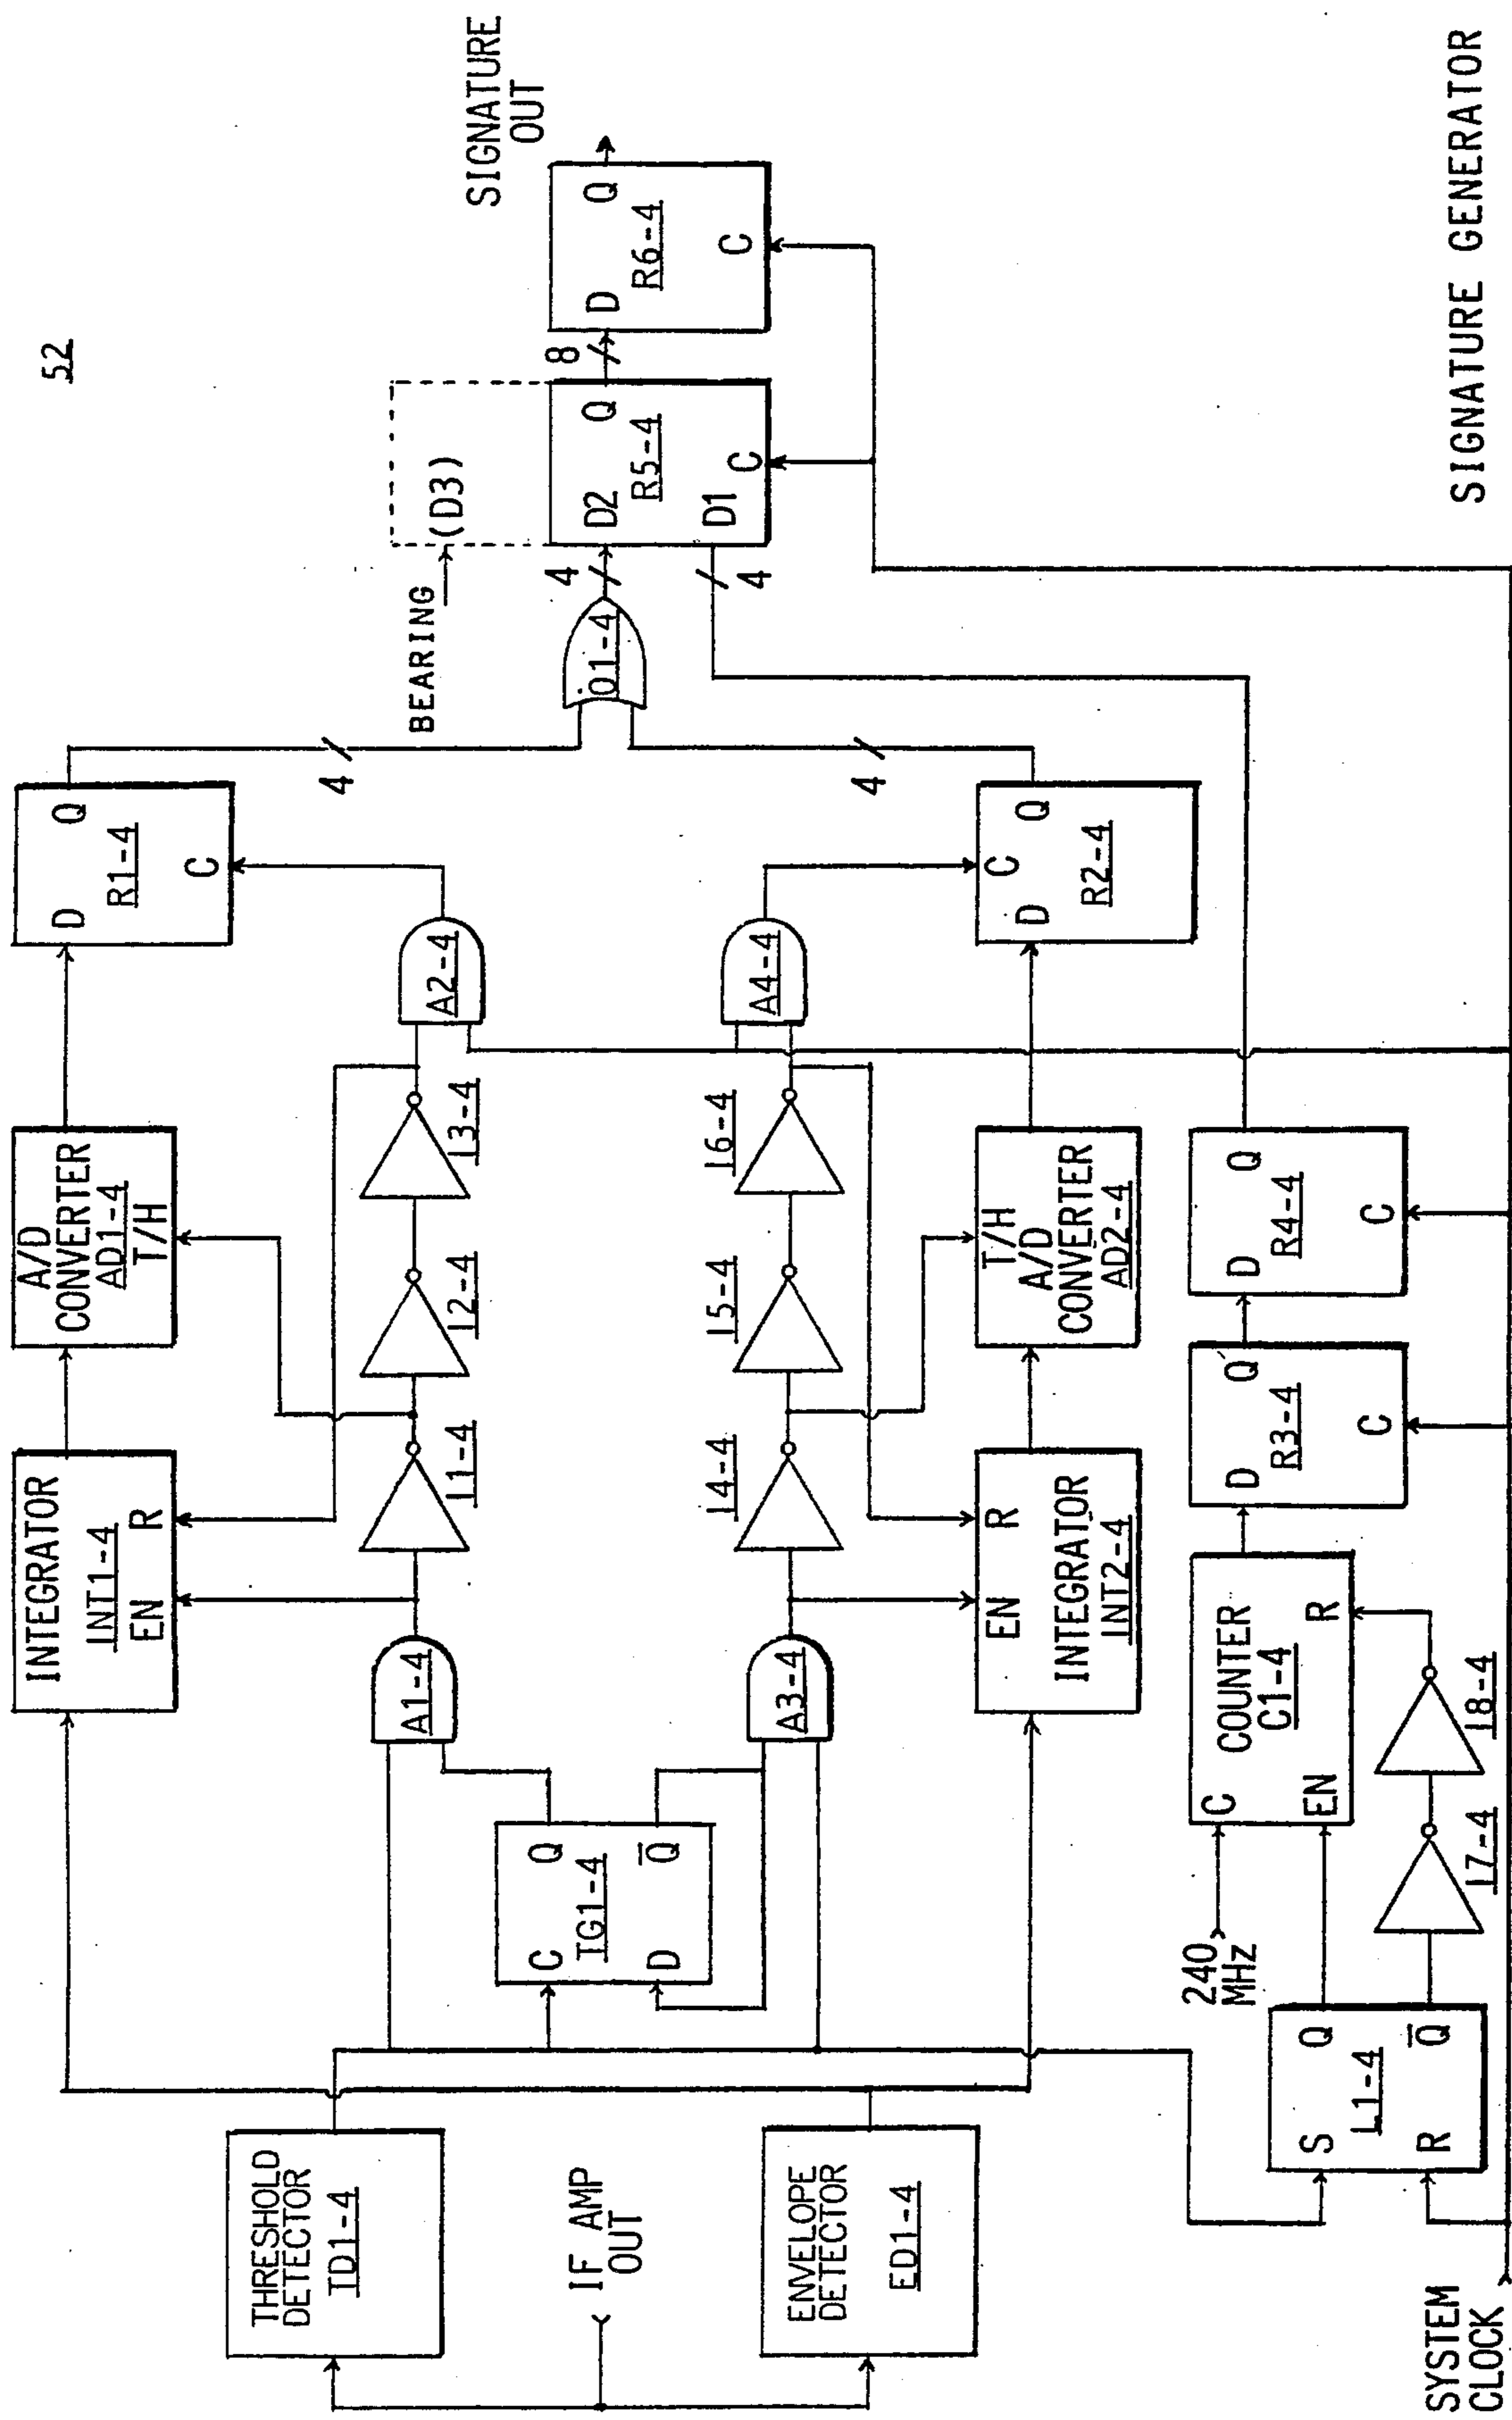 52
INTEGRATOR
INT1-4
EN
R
A/D
CONVERTER
AD1-4
T/H
D
Q
R1-4
C
4
THRESHOLD
DETECTOR
TD1-4
A1-4
I1-4
I2-4
I3-4
A2-4
BEARING
(D3)
SIGNATURE
OUT
IF AMP
OUT
C
Q
TG1-4
D
Q
O1-4
4
D2
Q
R5-4
D1
C
4
8
D
Q
R6-4
C
ENVELOPE
DETECTOR
ED1-4
A3-4
I4-4
I5-4
I6-4
A4-4
4
EN
R
INTEGRATOR
INT2-4
T/H
A/D
CONVERTER
AD2-4
C
D
Q
R2-4
240
MHz
C
COUNTER
C1-4
EN
R
D
Q
R3-4
C
D
Q
R4-4
C
S
Q
L1-4
R
Q
I7-4
I8-4
SYSTEM
CLOCK
SIGNATURE GENERATOR